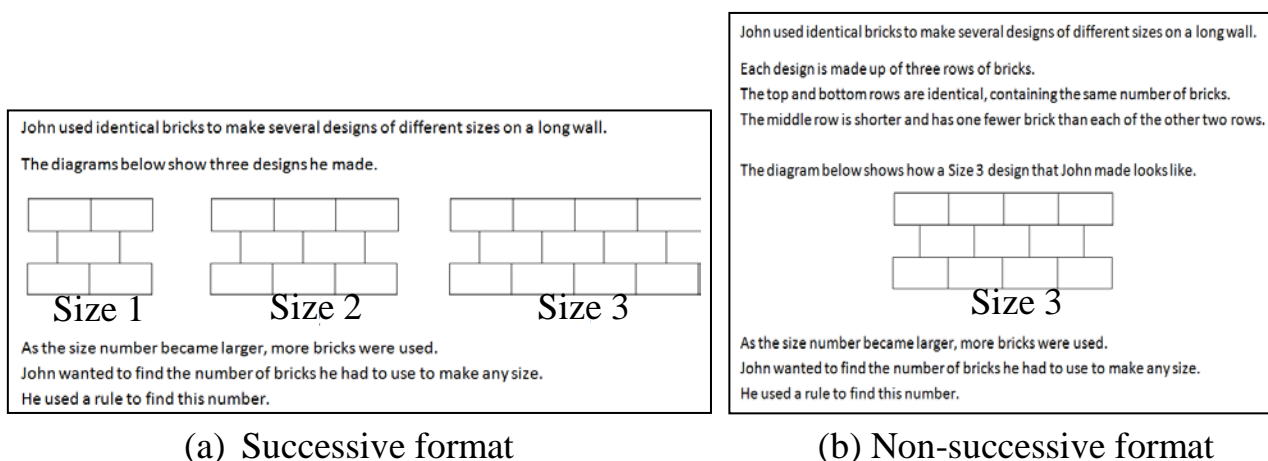 John used identical bricks to make several designs of different sizes on a long wall.
The diagrams below show three designs he made.
Size 1 Size 2 Size 3
As the size number became larger, more bricks were used.
John wanted to find the number of bricks he had to use to make any size.
He used a rule to find this number.
(a) Successive format
John used identical bricks to make several designs of different sizes on a long wall.
Each design is made up of three rows of bricks.
The top and bottom rows are identical, containing the same number of bricks.
The middle row is shorter and has one fewer brick than each of the other two rows.
The diagram below shows how a Size 3 design that John made looks like.
Size 3
As the size number became larger, more bricks were used.
John wanted to find the number of bricks he had to use to make any size.
He used a rule to find this number.
(b) Non-successive format